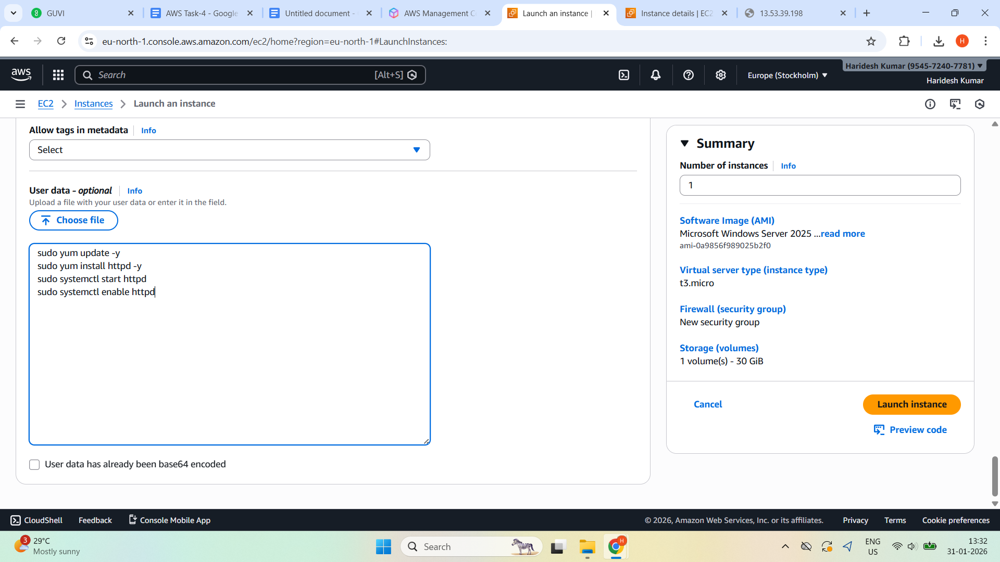 GUVI
AWS Task-4 - Google
Untitled document -
AWS Management C
Launch an instance |
Instance details | EC2
13.53.39.198
eu-north-1.console.aws.amazon.com/ec2/home?region=eu-north-1#LaunchInstances:
H
aws
Search
[Alt+S]
Europe (Stockholm)
Haridesh Kumar (9545-7240-7781)
Haridesh Kumar
EC2
Instances
Launch an instance
Allow tags in metadata
Info
Select
User data - optional
Info
Upload a file with your user data or enter it in the field.
Choose file
sudo yum update -y
sudo yum install httpd -y
sudo systemctl start httpd
sudo systemctl enable httpd
User data has already been base64 encoded
Summary
Number of instances
Info
1
Software Image (AMI)
Microsoft Windows Server 2025 ...read more
ami-0a9856f989025b2f0
Virtual server type (instance type)
t3.micro
Firewall (security group)
New security group
Storage (volumes)
1 volume(s) - 30 GiB
Cancel
Launch instance
Preview code
CloudShell
Feedback
Console Mobile App
© 2026, Amazon Web Services, Inc. or its affiliates.
Privacy
Terms
Cookie preferences
3
29°C
Mostly sunny
Search
H
ENG
US
13:32
31-01-2026